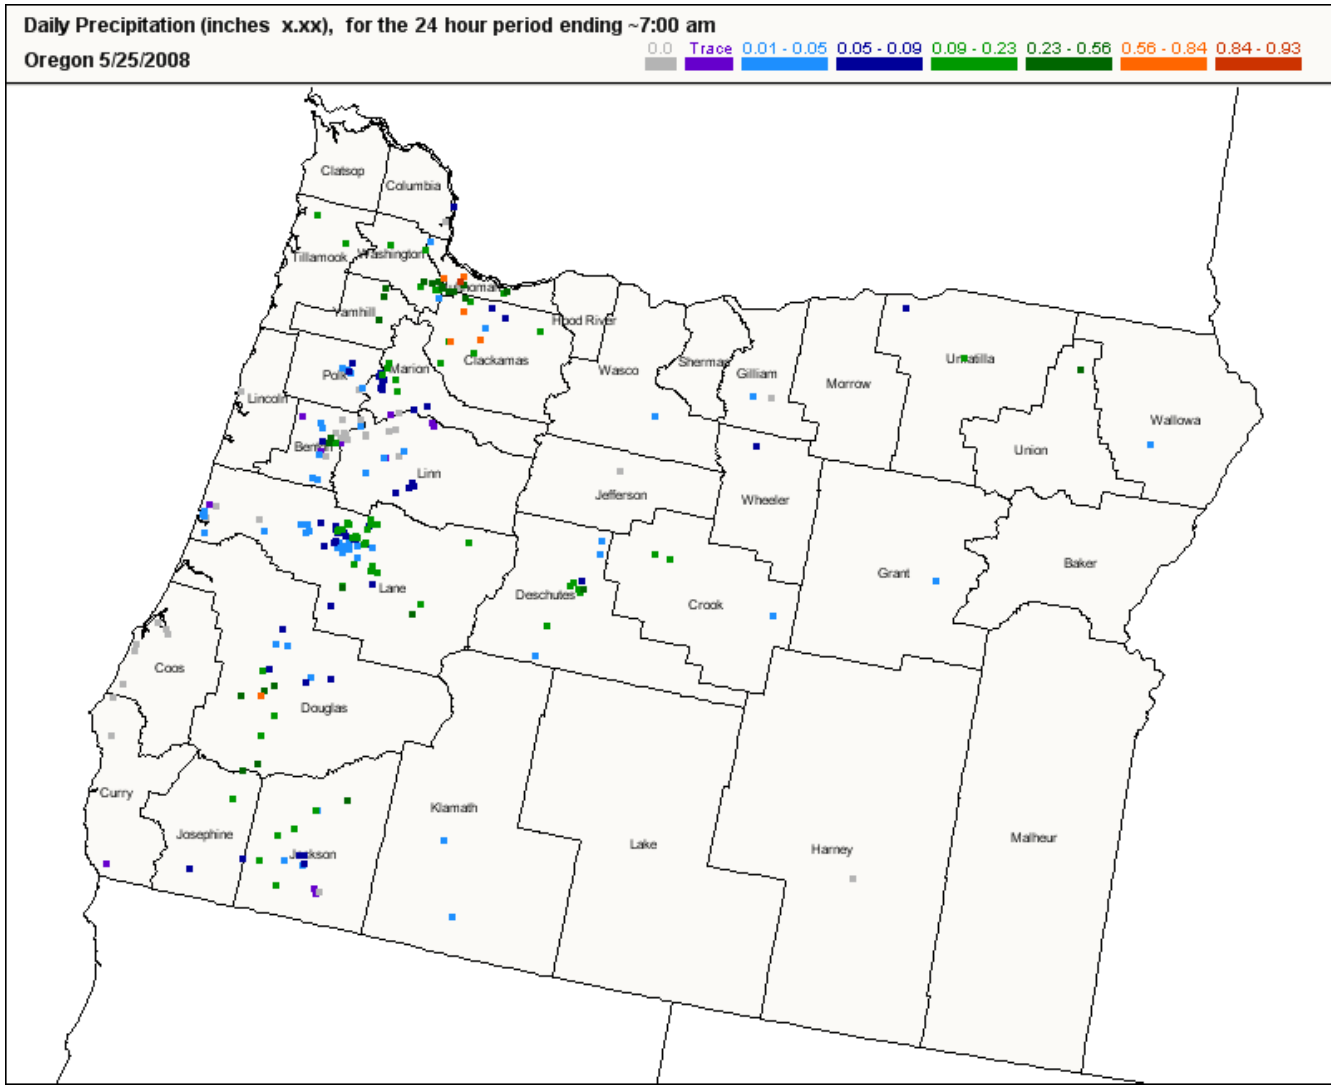 Daily Precipitation (inches x.xx), for the 24 hour period ending ~7:00 am
Oregon 5/25/2008
0.0 Trace 0.01 - 0.05 0.05 - 0.09 0.09 - 0.23 0.23 - 0.56 0.56 - 0.84 0.84 - 0.93
Clatsop
Columbia
Tillamook
Washington
Yamhill
Hood River
Clackamas
Polk
Marion
Wasco
Sherman
Gilliam
Morrow
Umatilla
Wallowa
Lincoln
Benton
Linn
Union
Jefferson
Wheeler
Baker
Grant
Lane
Deschutes
Crook
Coos
Douglas
Curry
Josephine
Jackson
Klamath
Lake
Harney
Malheur